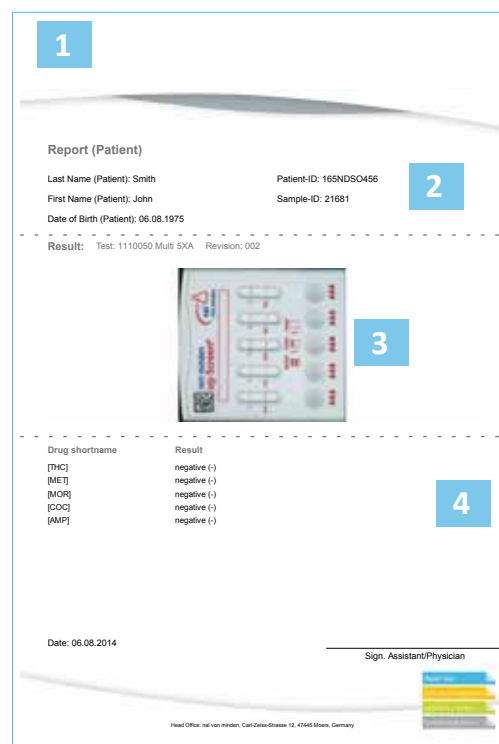 1
Report (Patient)
Last Name (Patient): Smith
Patient-ID: 165NDSO456
2
First Name (Patient): John
Sample-ID: 21681
Date of Birth (Patient): 06.08.1975
Result: Test: 1110050 Multi 5XA Revision: 002
nal von minden
3
Drug shortname Result
[THC] negative (-)
[MET] negative (-)
[MOR] negative (-)
[COC] negative (-)
[AMP] negative (-)
4
Date: 06.08.2014
Sign. Assistant/Physician
Head Office: nal von minden, Carl-Zeiss-Strasse 12, 47445 Moers, Germany